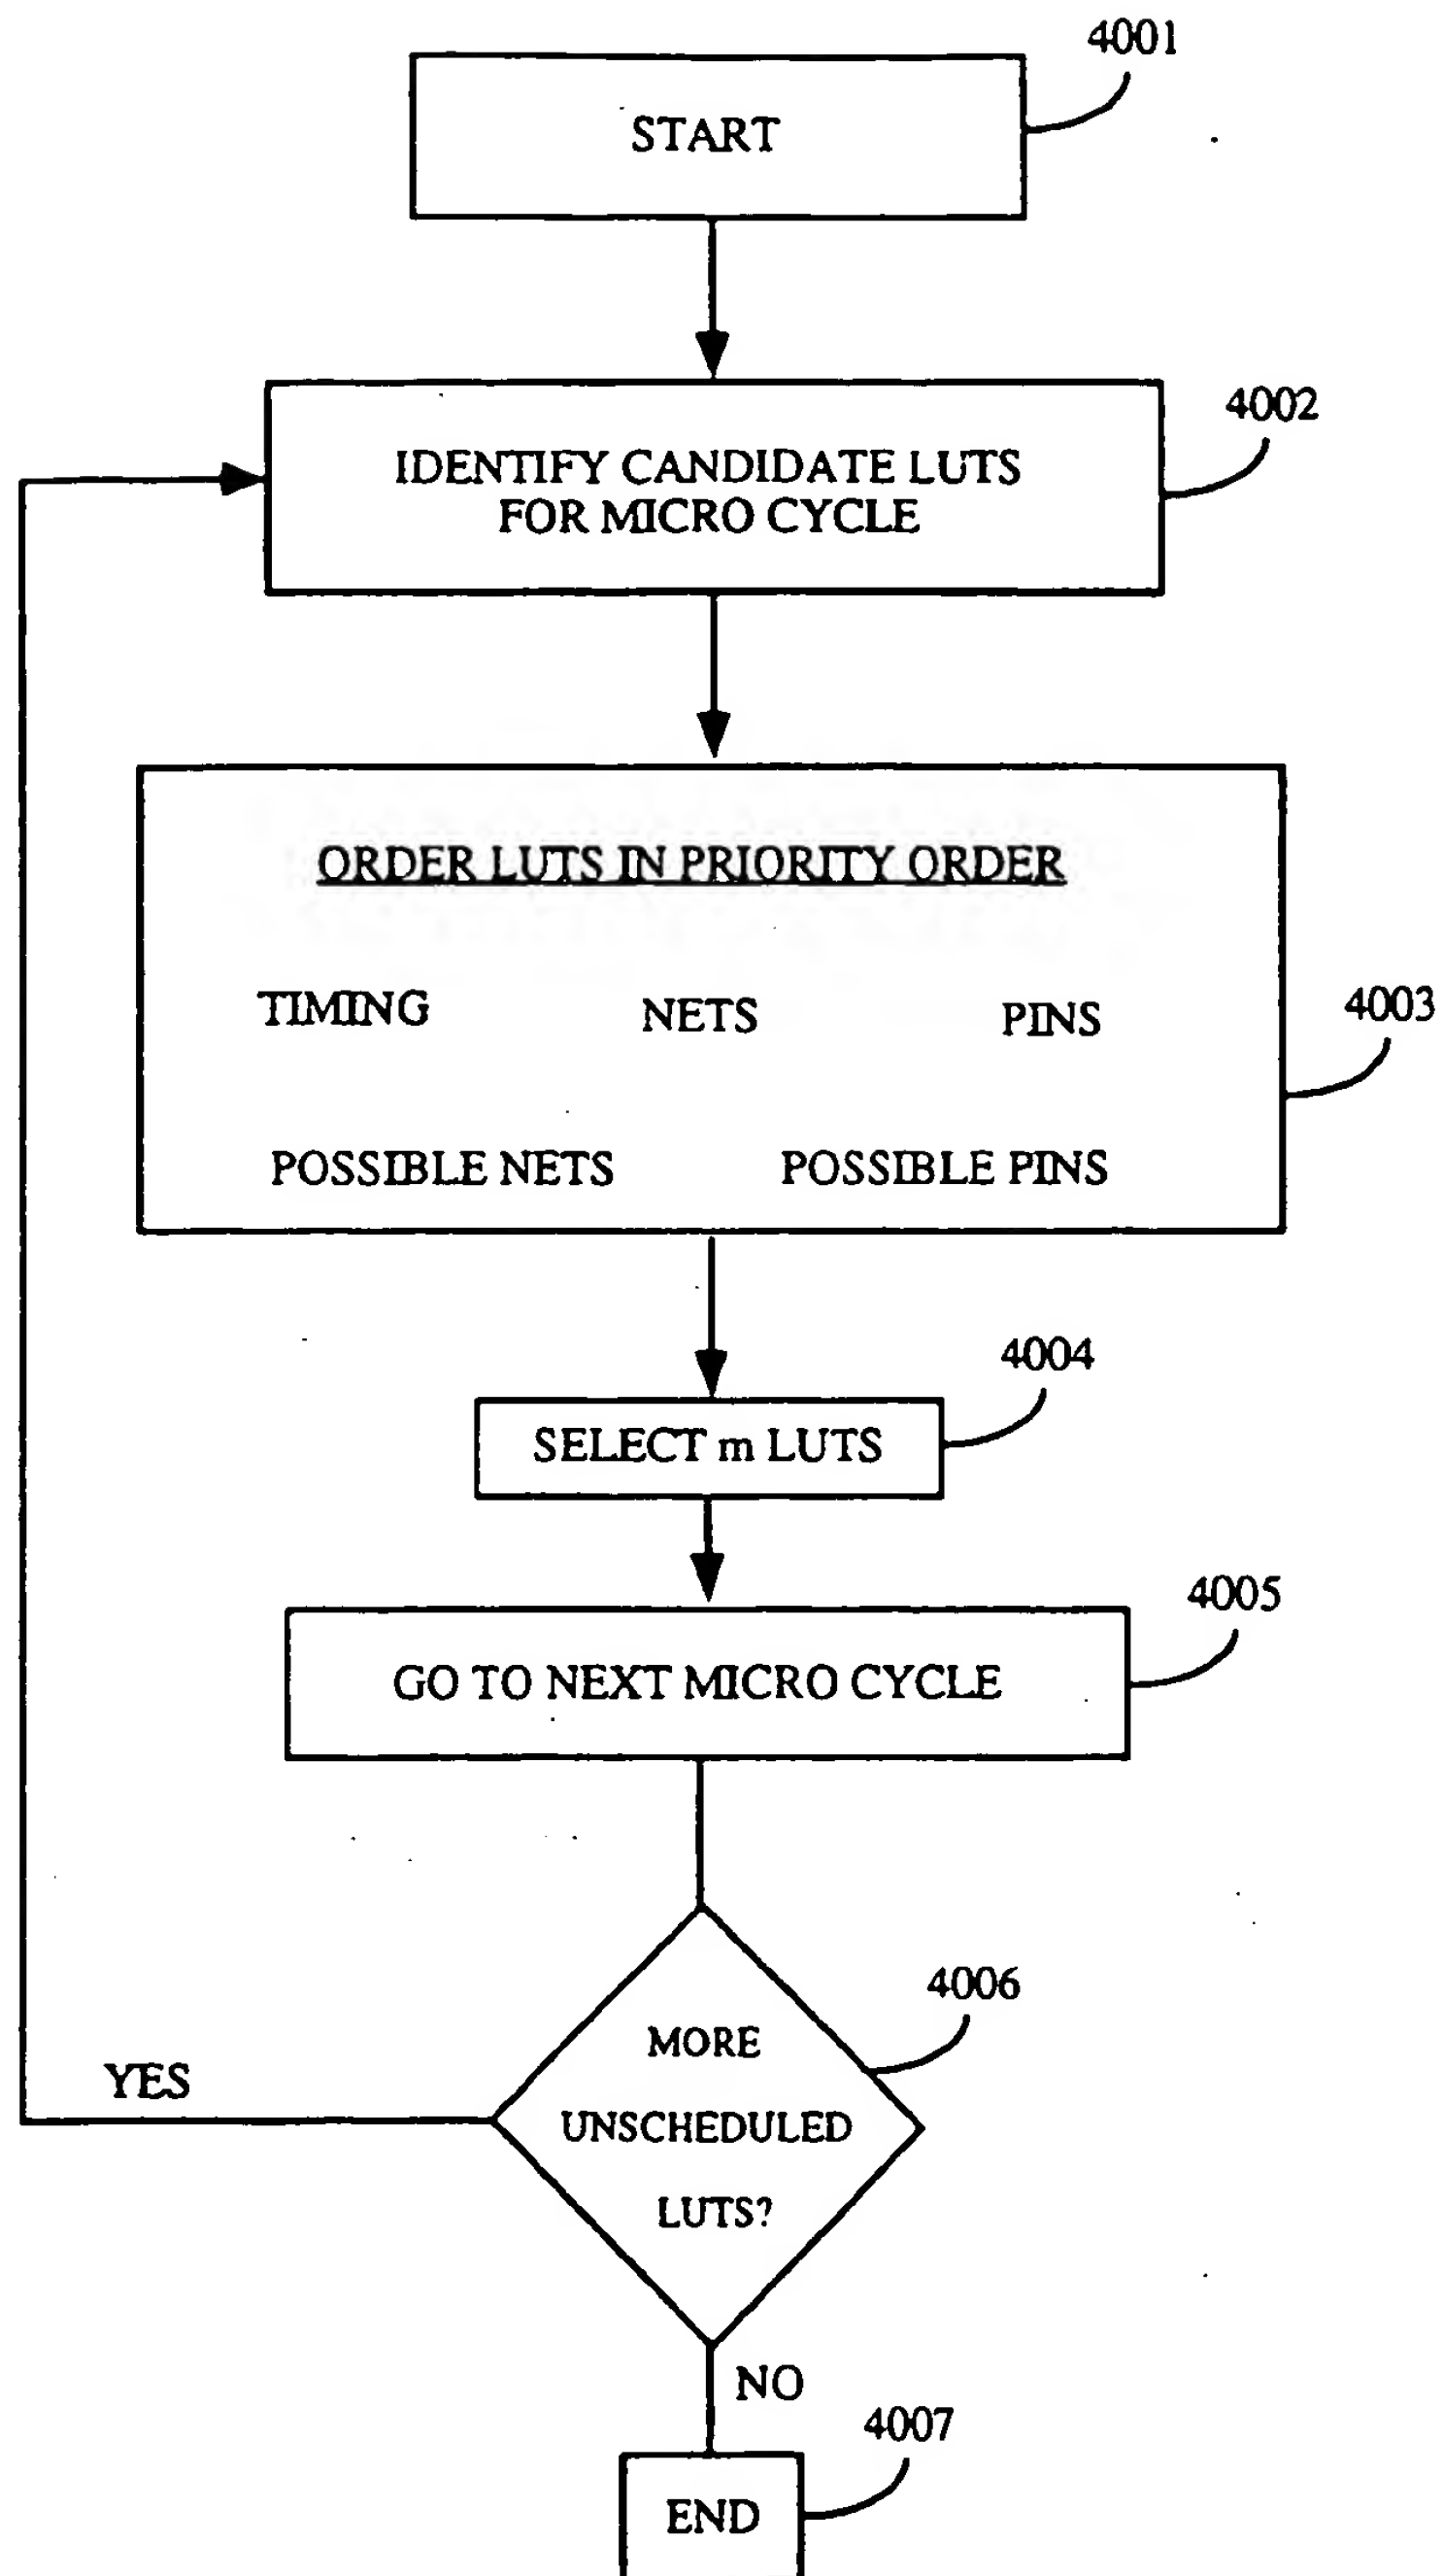 4001
START
4002
IDENTIFY CANDIDATE LUTS
FOR MICRO CYCLE
ORDER LUTS IN PRIORITY ORDER
TIMING NETS PINS
4003
POSSIBLE NETS POSSIBLE PINS
4004
SELECT m LUTS
4005
GO TO NEXT MICRO CYCLE
4006
MORE
UNSCHEDULED
LUTS?
YES
NO
4007
END